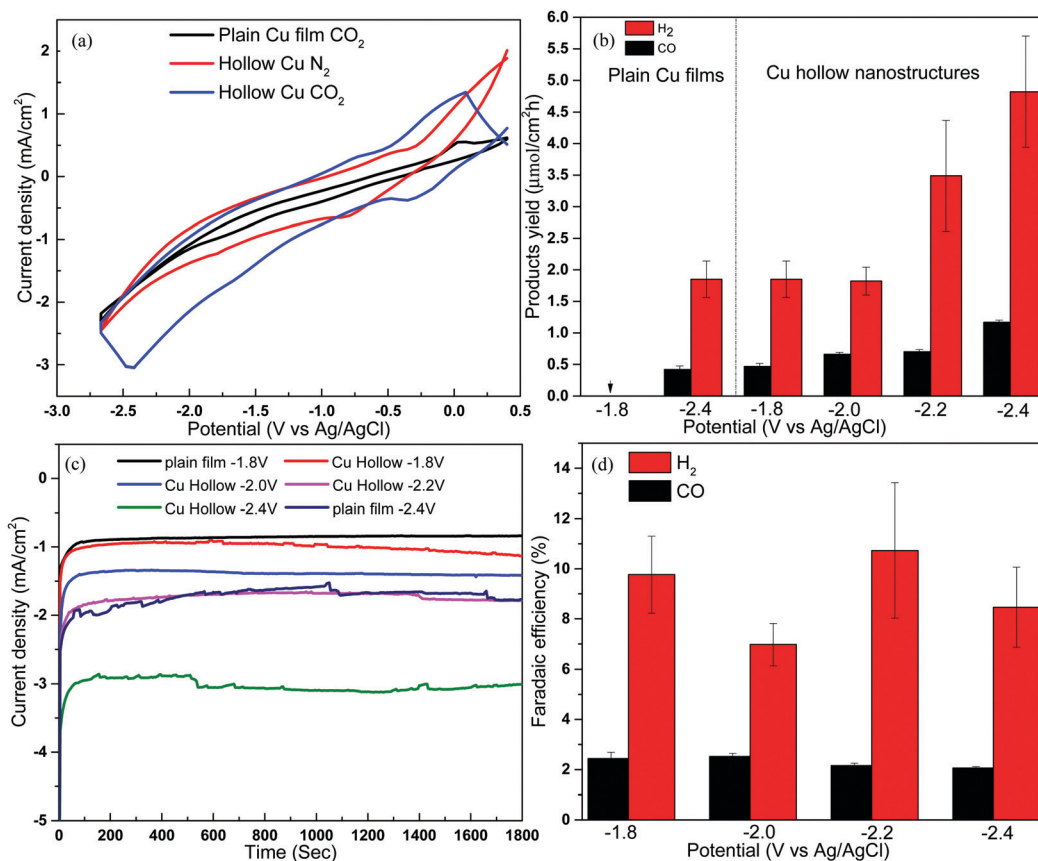 (a)
Plain Cu film CO₂
Hollow Cu N₂
Hollow Cu CO₂
Current density (mA/cm²)
2
1
0
-1
-2
-3
-3.0 -2.5 -2.0 -1.5 -1.0 -0.5 0.0 0.5
Potential (V vs Ag/AgCl)
(b)
H₂
CO
Plain Cu films
Cu hollow nanostructures
Products yield (μmol/cm²h)
6.0
5.5
5.0
4.5
4.0
3.5
3.0
2.5
2.0
1.5
1.0
0.5
0.0
-1.8 -2.4 -1.8 -2.0 -2.2 -2.4
Potential (V vs Ag/AgCl)
(c)
plain film -1.8V Cu Hollow -1.8V
Cu Hollow -2.0V Cu Hollow -2.2V
Cu Hollow -2.4V plain film -2.4V
Current density (mA/cm²)
0
-1
-2
-3
-4
-5
0 200 400 600 800 1000 1200 1400 1600 1800
Time (Sec)
(d)
H₂
CO
Faradaic efficiency (%)
14
12
10
8
6
4
2
0
-1.8 -2.0 -2.2 -2.4
Potential (V vs Ag/AgCl)